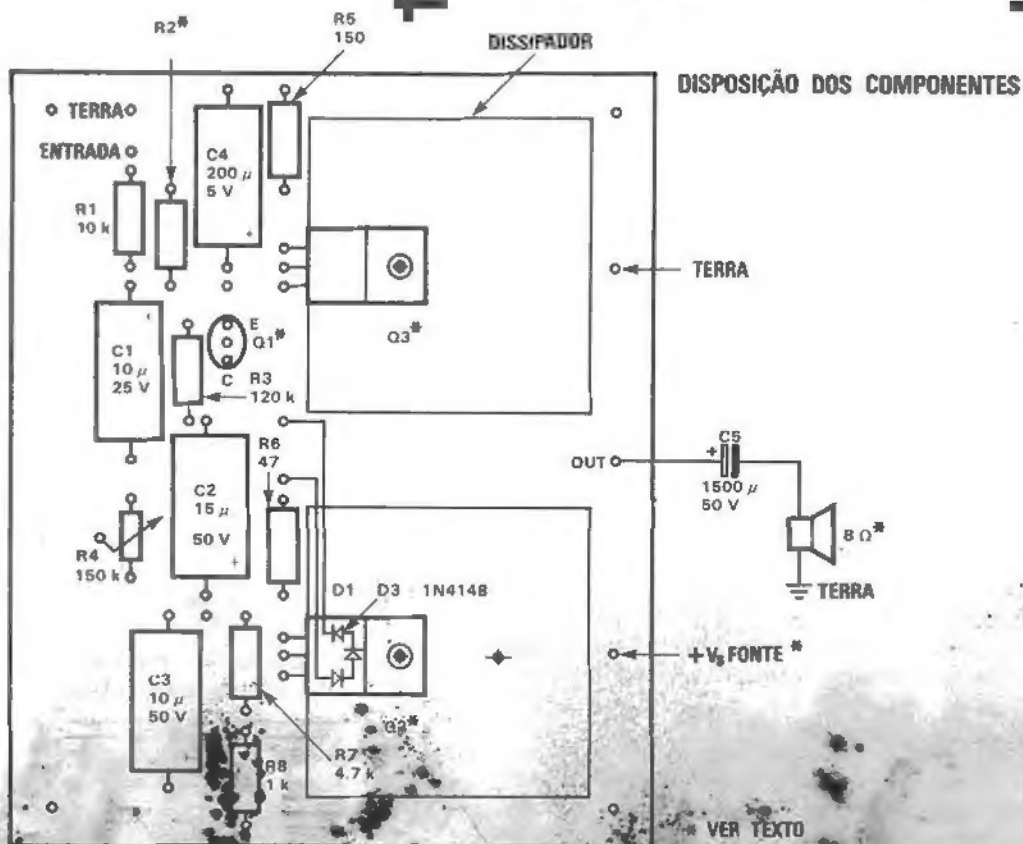 R2*
R5
150
DISSIPADOR
DISPOSIÇÃO DOS COMPONENTES
TERRA
ENTRADA
C4
200 µ
5 V
+
R1
10 k
TERRA
Q3*
C1
10 µ
25 V
E
Q1*
C
R3
120 k
R6
47
OUT
+
C5
1500 µ
50 V
8 Ω*
TERRA
C2
15 µ
50 V
+
R4
150 k
D1
D3
1N4148
+VS FONTE *
C3
10 µ
50 V
Q2*
R7
4.7 k
R8
1 k
* VER TEXTO